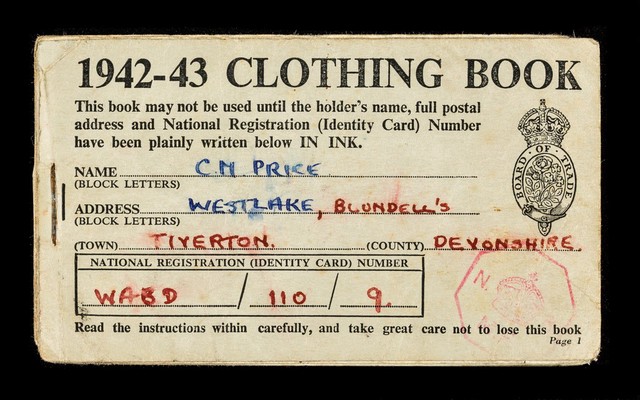 1942-43 CLOTHING BOOK
This book may not be used until the holder's name, full postal
address and National Registration (Identity Card) Number
have been plainly written below IN INK.
BOARD · OF · TRADE
NAME C M PRICE
(BLOCK LETTERS)
ADDRESS WESTLAKE, BLUNDELL'S
(BLOCK LETTERS)
(TOWN) TIVERTON. (COUNTY) DEVONSHIRE.
NATIONAL REGISTRATION (IDENTITY CARD) NUMBER
WABD / 110 / 9.
N.
Read the instructions within carefully, and take great care not to lose this book
Page 1